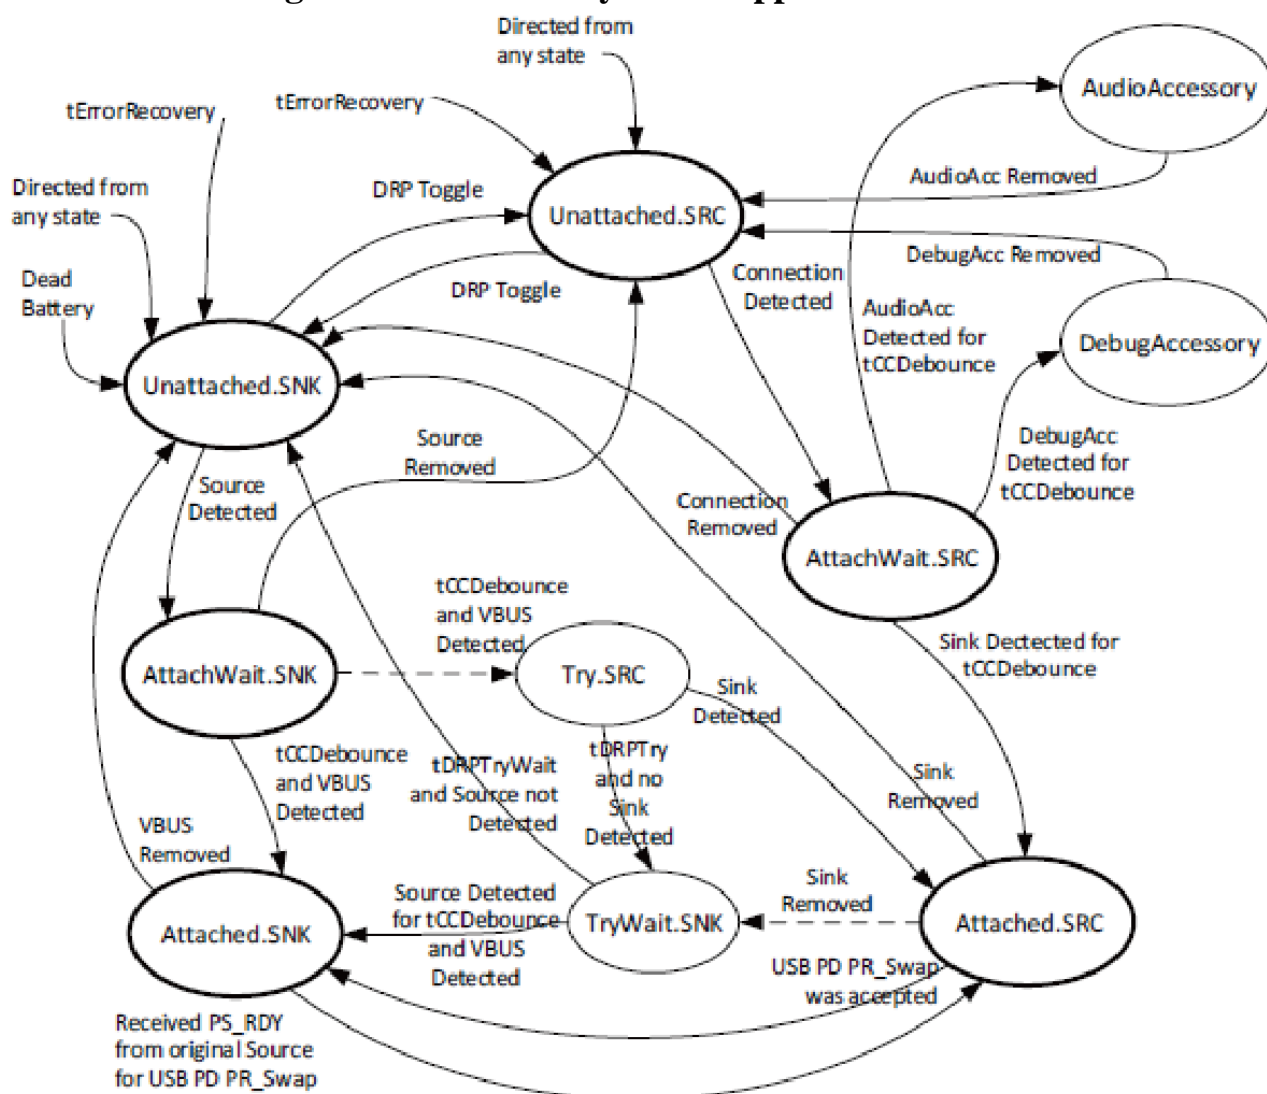 Directed from
any state
tErrorRecovery
tErrorRecovery
AudioAccessory
Directed from
any state
DRP Toggle
AudioAcc Removed
Unattached.SRC
DebugAcc Removed
Dead
Battery
DRP Toggle
Connection
Detected
AudioAcc
Detected for
tCCDebounce
DebugAccessory
Unattached.SNK
Source
Removed
DebugAcc
Detected for
tCCDebounce
Source
Detected
Connection
Removed
AttachWait.SRC
tCCDebounce
and VBUS
Detected
Sink Dectected for
tCCDebounce
AttachWait.SNK
Try.SRC
Sink
Detected
tCCDebounce
and VBUS
Detected
tDRPTryWait
and Source not
Detected
tDRPTry
and no
Sink
Detected
Sink
Removed
VBUS
Removed
Source Detected
for tCCDebounce
and VBUS
Detected
Sink
Removed
Attached.SNK
TryWait.SNK
Attached.SRC
USB PD PR_Swap
was accepted
Received PS_RDY
from original Source
for USB PD PR_Swap